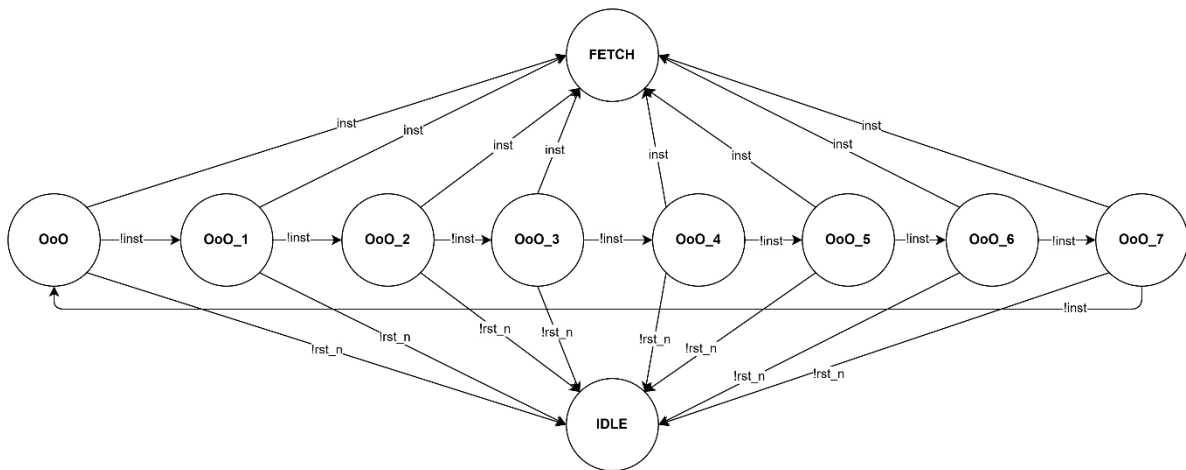 FETCH
inst
inst
inst
inst
inst
inst
inst
inst
OoO
!inst
OoO_1
!inst
OoO_2
!inst
OoO_3
!inst
OoO_4
!inst
OoO_5
!inst
OoO_6
!inst
OoO_7
!inst
!rst_n
!rst_n
!rst_n
!rst_n
!rst_n
!rst_n
!rst_n
!rst_n
IDLE